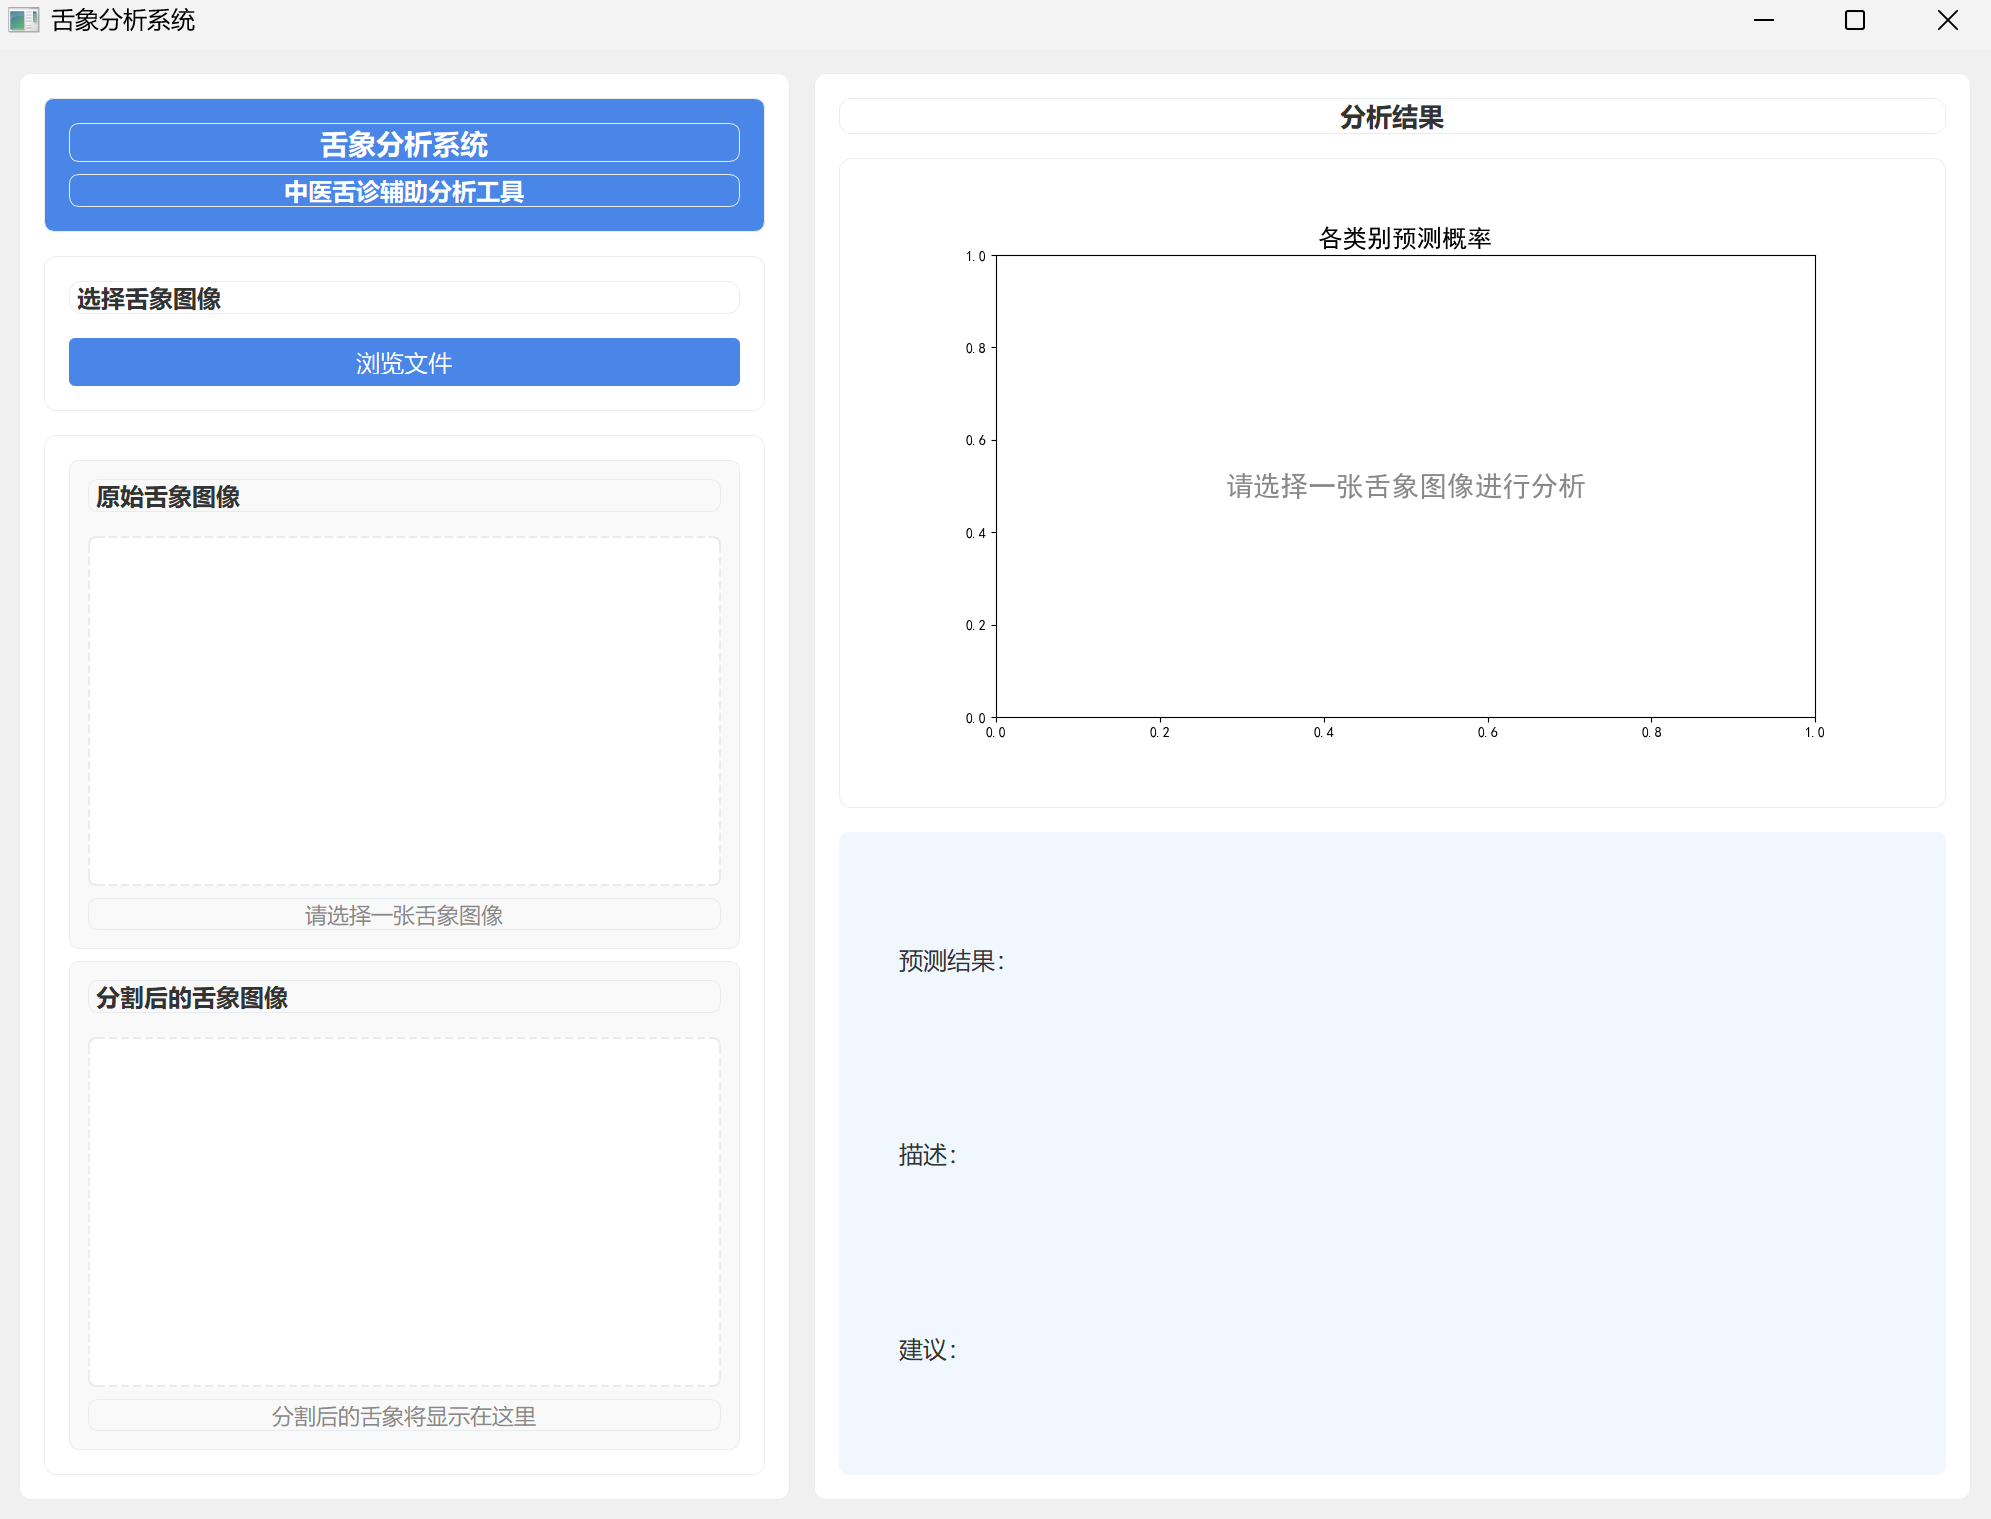 舌象分析系统
舌象分析系统
中医舌诊辅助分析工具
选择舌象图像
浏览文件
原始舌象图像
请选择一张舌象图像
分割后的舌象图像
分割后的舌象将显示在这里
分析结果
各类别预测概率
1.0
0.8
0.6
0.4
0.2
0.0
请选择一张舌象图像进行分析
0.0 0.2 0.4 0.6 0.8 1.0
预测结果：
描述：
建议：